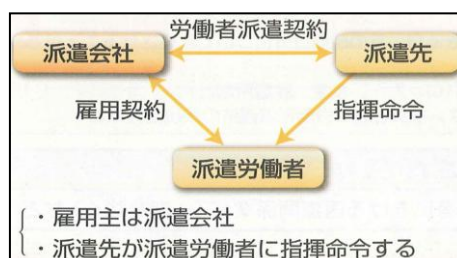 労働者派遣契約
派遣会社
派遣先
雇用契約
指揮命令
派遣労働者
・雇用主は派遣会社
・派遣先が派遣労働者に指揮命令する